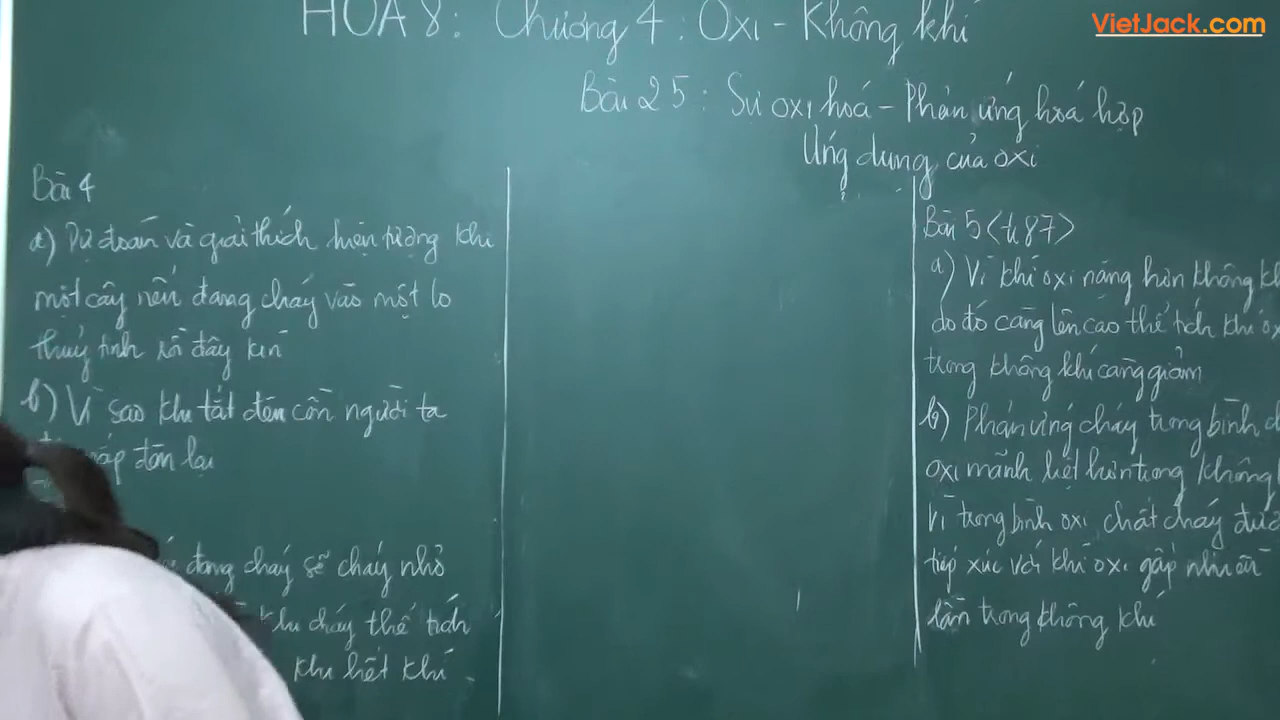 VietJack.com
HOÁ 8: Chương 4: Oxi - Không khí
Bài 25: Sự oxi hoá - Phản ứng hoá hợp
Ứng dụng của oxi
Bài 4
a) Dự đoán và giải thích hiện tượng khi
một cây nến đang cháy vào một lọ
thuỷ tinh rồi đậy kín
b) Vì sao khi tắt đèn cồn người ta
đậy nắp đèn lại
đang cháy sẽ cháy nhỏ
khi cháy thể tích
khi hết khí
Bài 5 <tr 87>
a) Vì khí oxi nặng hơn không kh
do đó càng lên cao thể tích khí ox
trong không khí càng giảm
b) Phản ứng cháy trong bình
oxi mãnh liệt hơn trong không
vì trong bình oxi, chất cháy đượ
tiếp xúc với khí oxi gấp nhiều
lần trong không khí